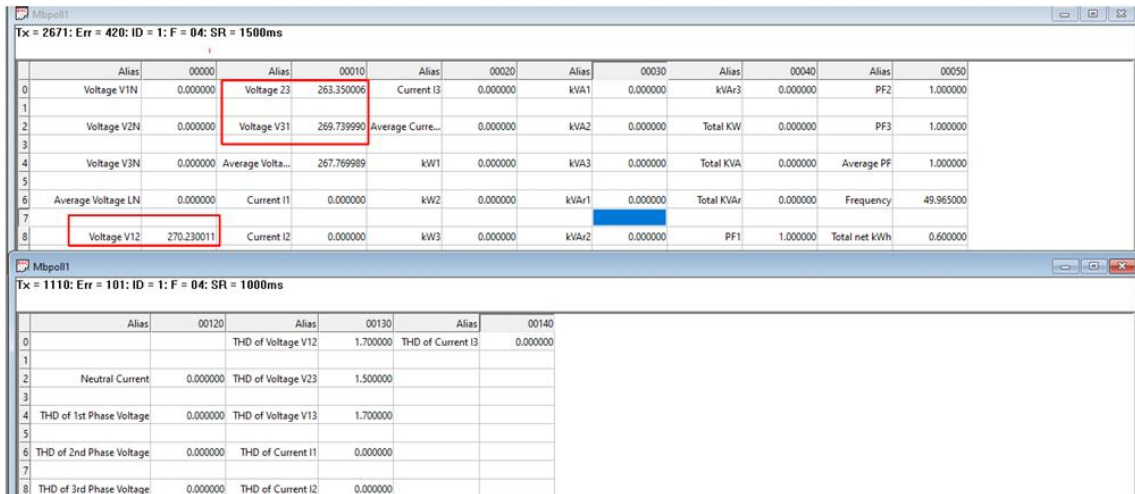 Mbpoll1
Tx = 2671: Err = 420: ID = 1: F = 04: SR = 1500ms
Alias 00000 Alias 00010 Alias 00020 Alias 00030 Alias 00040 Alias 00050
0 Voltage V1N 0.000000 Voltage 23 263.350006 Current I3 0.000000 kVA1 0.000000 kVAr3 0.000000 PF2 1.000000
1
2 Voltage V2N 0.000000 Voltage V31 269.739990 Average Curre... 0.000000 kVA2 0.000000 Total KW 0.000000 PF3 1.000000
3
4 Voltage V3N 0.000000 Average Volta... 267.769989 kW1 0.000000 kVA3 0.000000 Total KVA 0.000000 Average PF 1.000000
5
6 Average Voltage LN 0.000000 Current I1 0.000000 kW2 0.000000 kVAr1 0.000000 Total KVAr 0.000000 Frequency 49.965000
7
8 Voltage V12 270.230011 Current I2 0.000000 kW3 0.000000 kVAr2 0.000000 PF1 1.000000 Total net kWh 0.600000
Mbpoll1
Tx = 1110: Err = 101: ID = 1: F = 04: SR = 1000ms
Alias 00120 Alias 00130 Alias 00140
0 THD of Voltage V12 1.700000 THD of Current I3 0.000000
1
2 Neutral Current 0.000000 THD of Voltage V23 1.500000
3
4 THD of 1st Phase Voltage 0.000000 THD of Voltage V13 1.700000
5
6 THD of 2nd Phase Voltage 0.000000 THD of Current I1 0.000000
7
8 THD of 3rd Phase Voltage 0.000000 THD of Current I2 0.000000